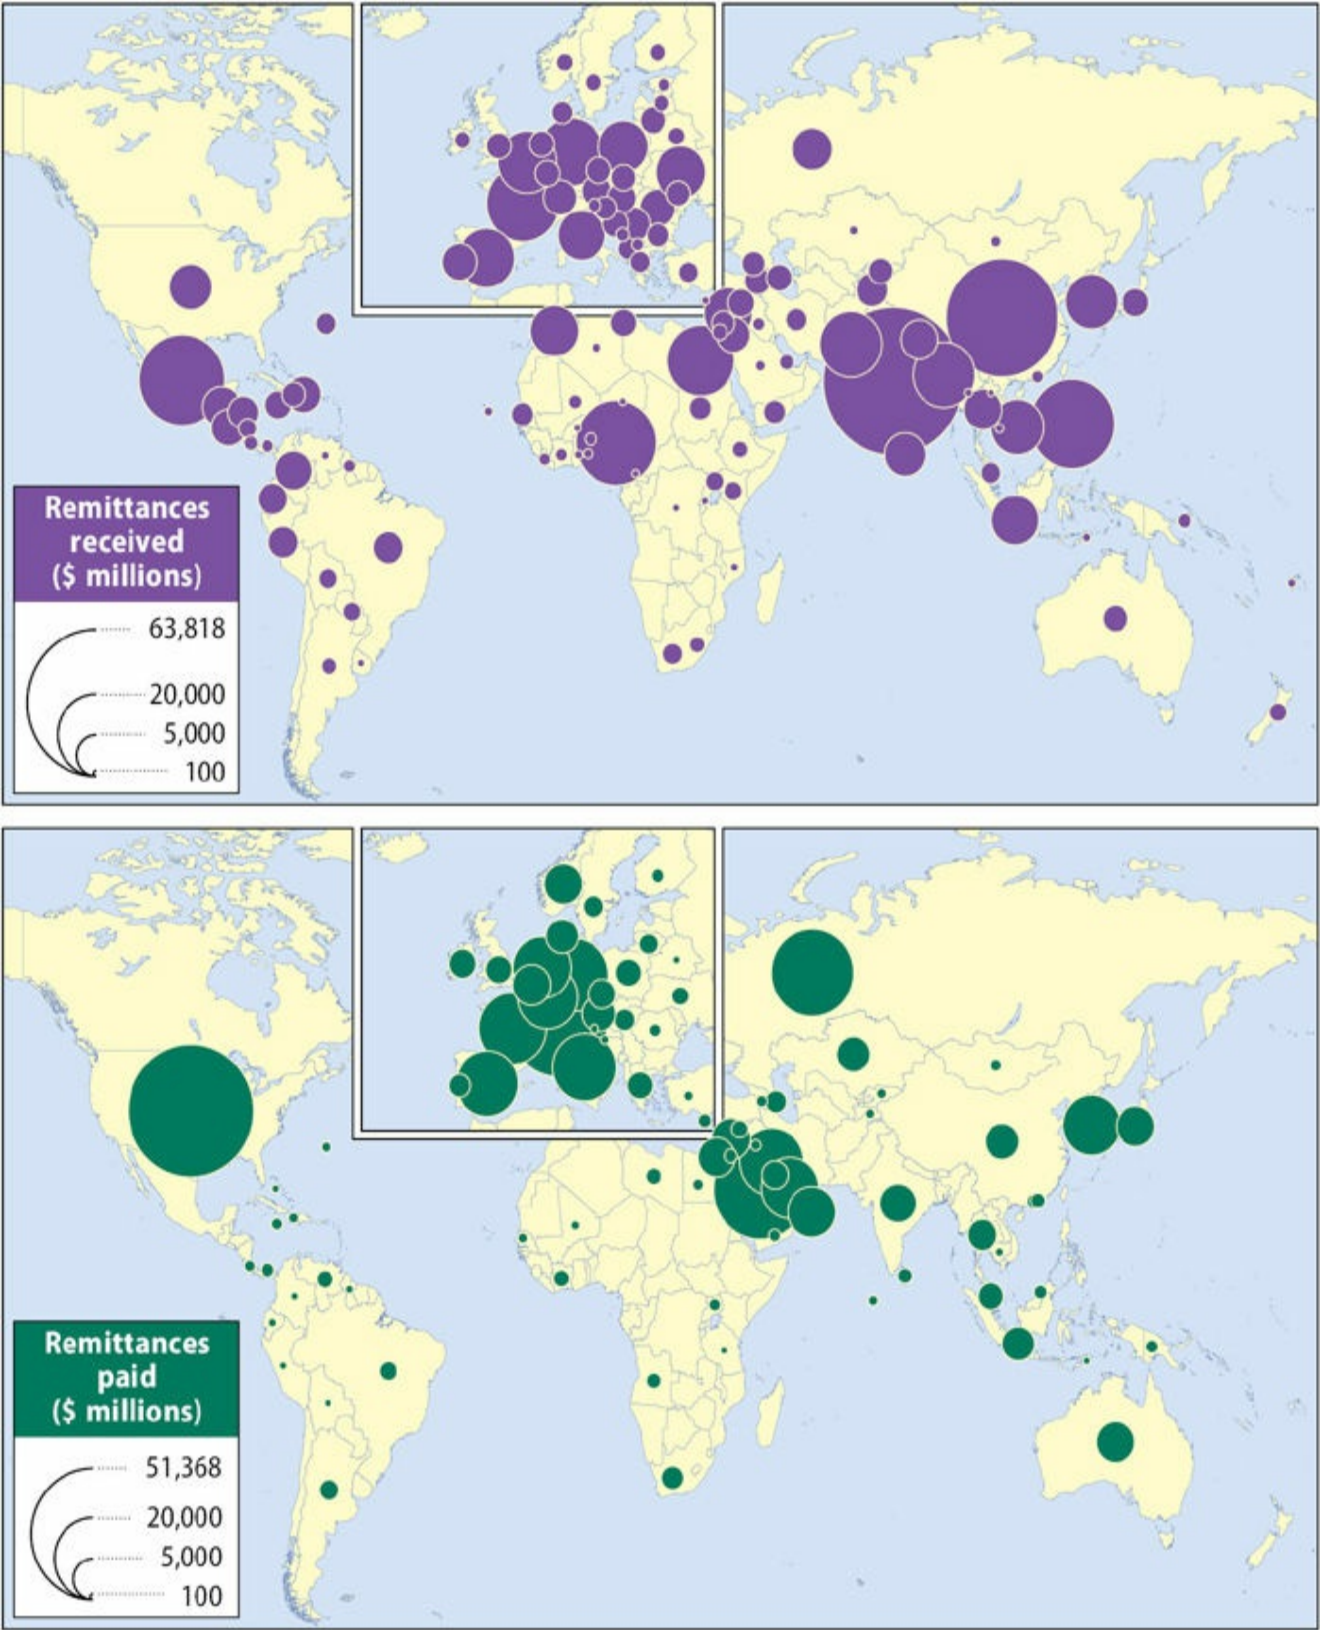 Remittances
received
($ millions)
63,818
20,000
5,000
100
Remittances
paid
($ millions)
51,368
20,000
5,000
100